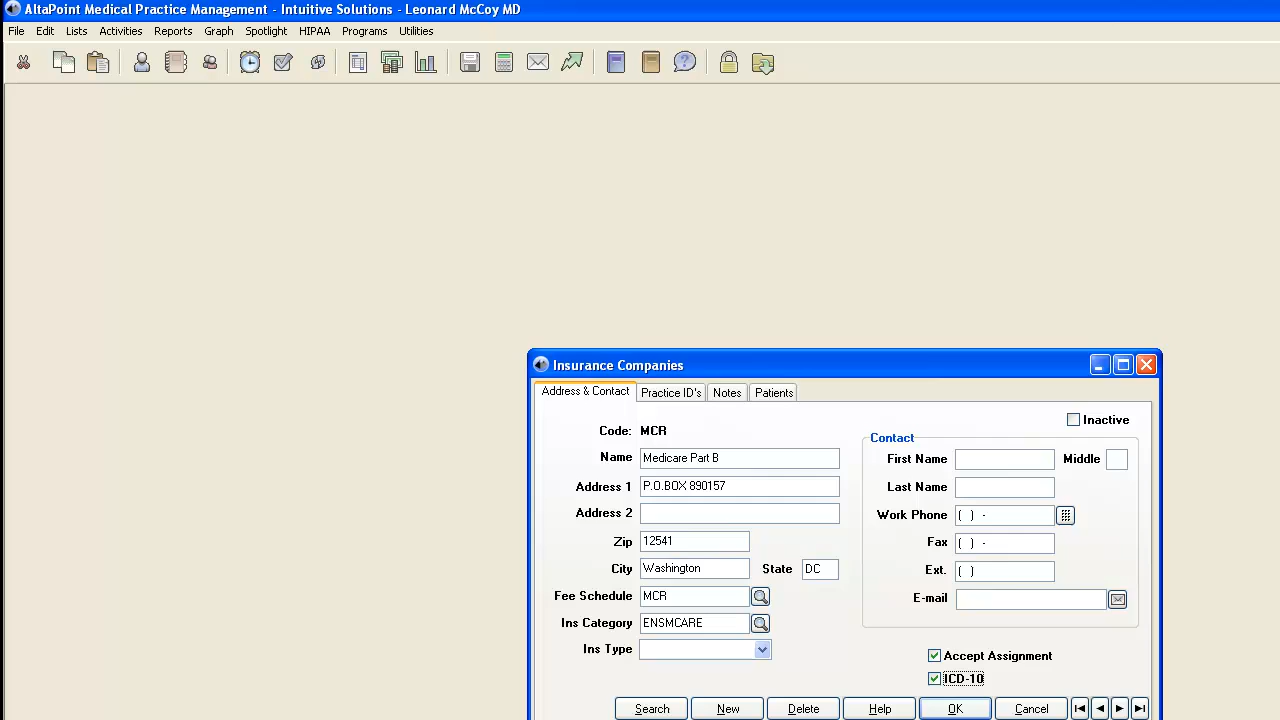 AltaPoint Medical Practice Management - Intuitive Solutions - Leonard McCoy MD
File Edit Lists Activities Reports Graph Spotlight HIPAA Programs Utilities
Insurance Companies
Address & Contact Practice ID's Notes Patients
Inactive
Code: MCR
Name Medicare Part B
Address 1 P.O.BOX 890157
Address 2
Zip 12541
City Washington State DC
Fee Schedule MCR
Ins Category ENSMCARE
Ins Type
Contact
First Name Middle
Last Name
Work Phone ( ) -
Fax ( ) -
Ext. ( )
E-mail
Accept Assignment
ICD-10
Search New Delete Help OK Cancel